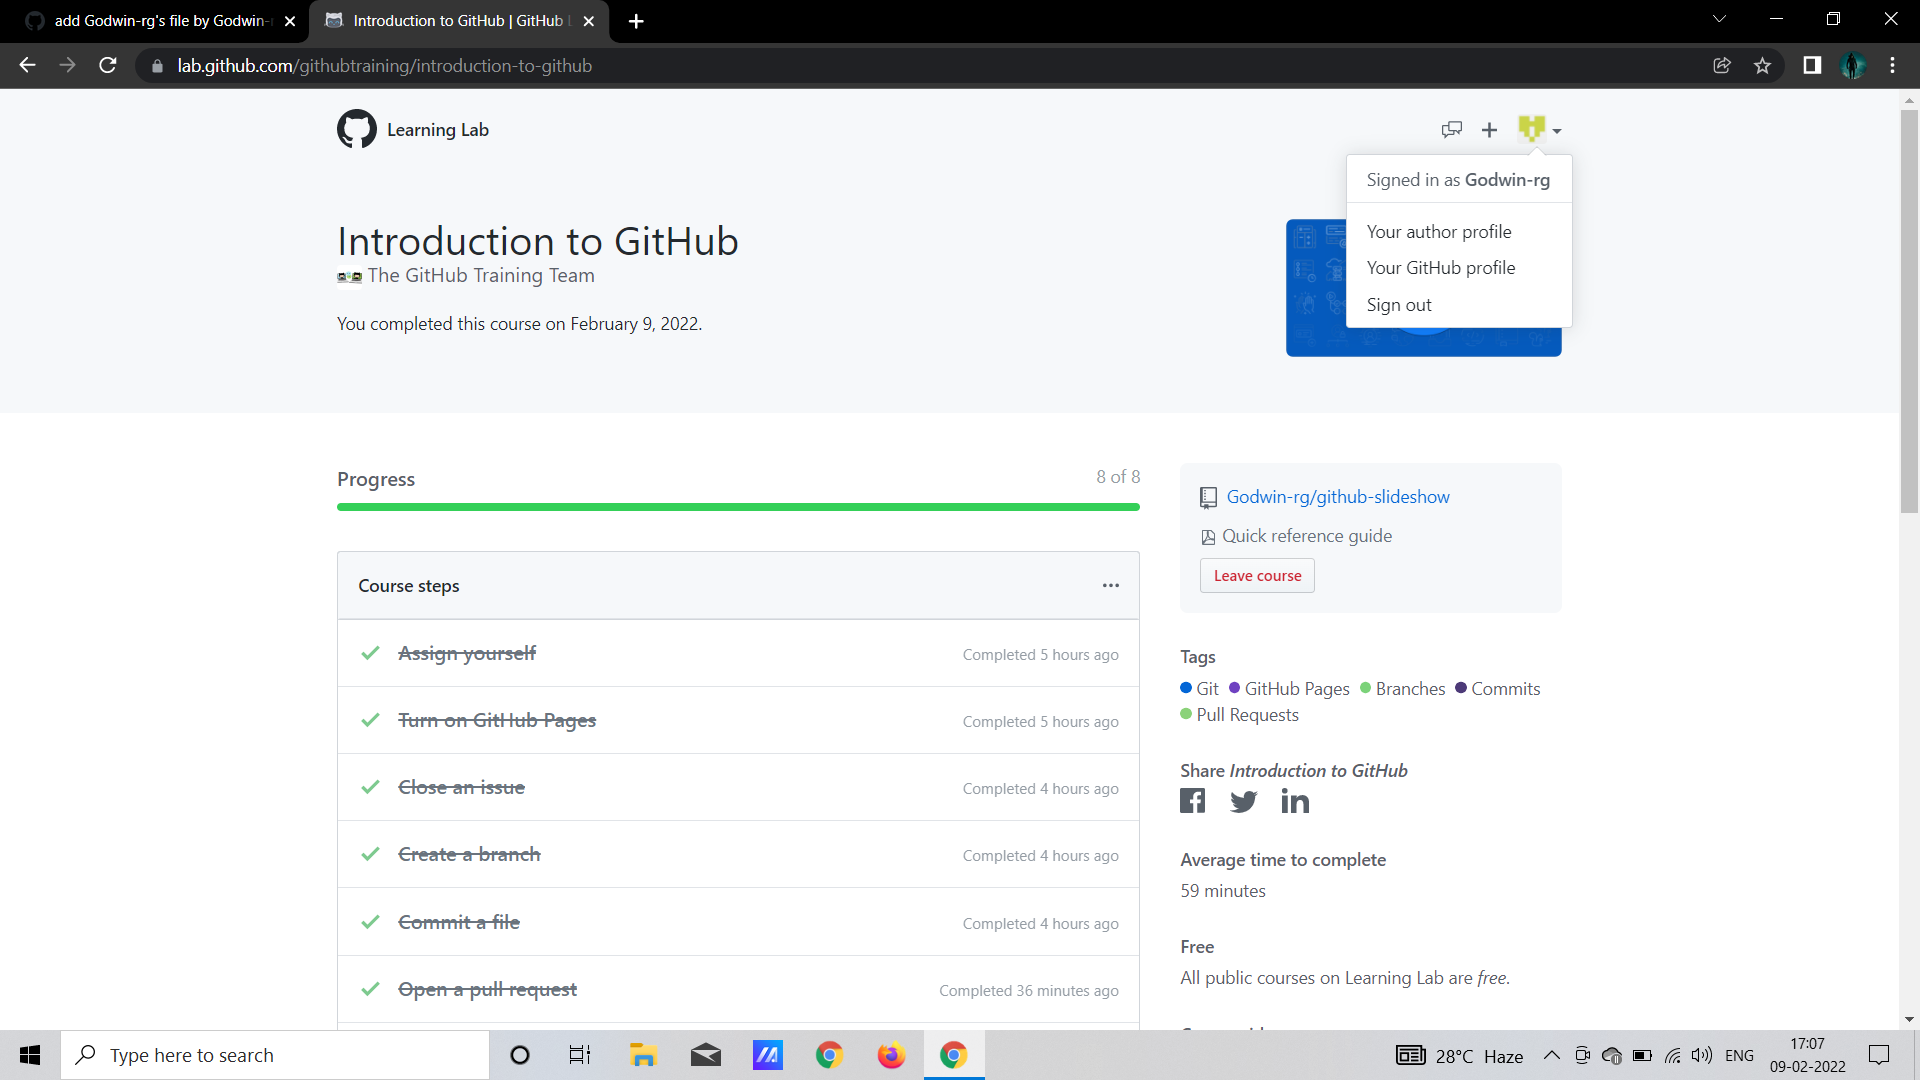 add Godwin-rg's file by Godwin-
Introduction to GitHub | GitHub
lab.github.com/githubtraining/introduction-to-github
Learning Lab
Signed in as Godwin-rg
Your author profile
Your GitHub profile
Sign out
Introduction to GitHub
The GitHub Training Team
You completed this course on February 9, 2022.
Progress
8 of 8
Course steps
Assign yourself
Completed 5 hours ago
Turn on GitHub Pages
Completed 5 hours ago
Close an issue
Completed 4 hours ago
Create a branch
Completed 4 hours ago
Commit a file
Completed 4 hours ago
Open a pull request
Completed 36 minutes ago
Godwin-rg/github-slideshow
Quick reference guide
Leave course
Tags
Git GitHub Pages Branches Commits
Pull Requests
Share Introduction to GitHub
Average time to complete
59 minutes
Free
All public courses on Learning Lab are free.
Type here to search
28°C Haze
ENG
17:07
09-02-2022